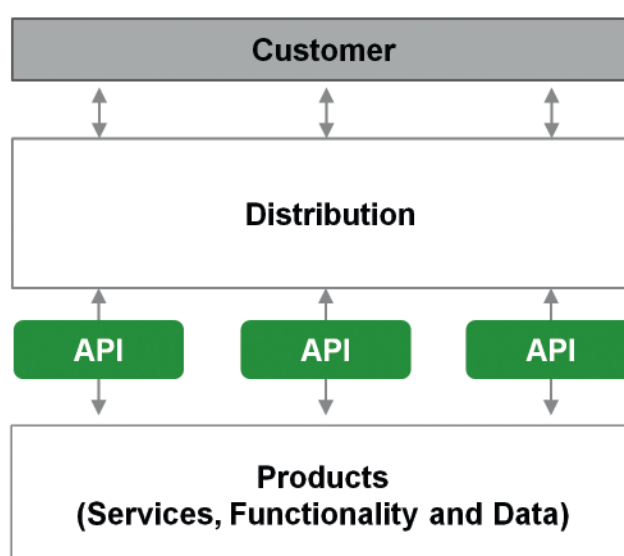 Customer
Distribution
API
API
API
Products
(Services, Functionality and Data)